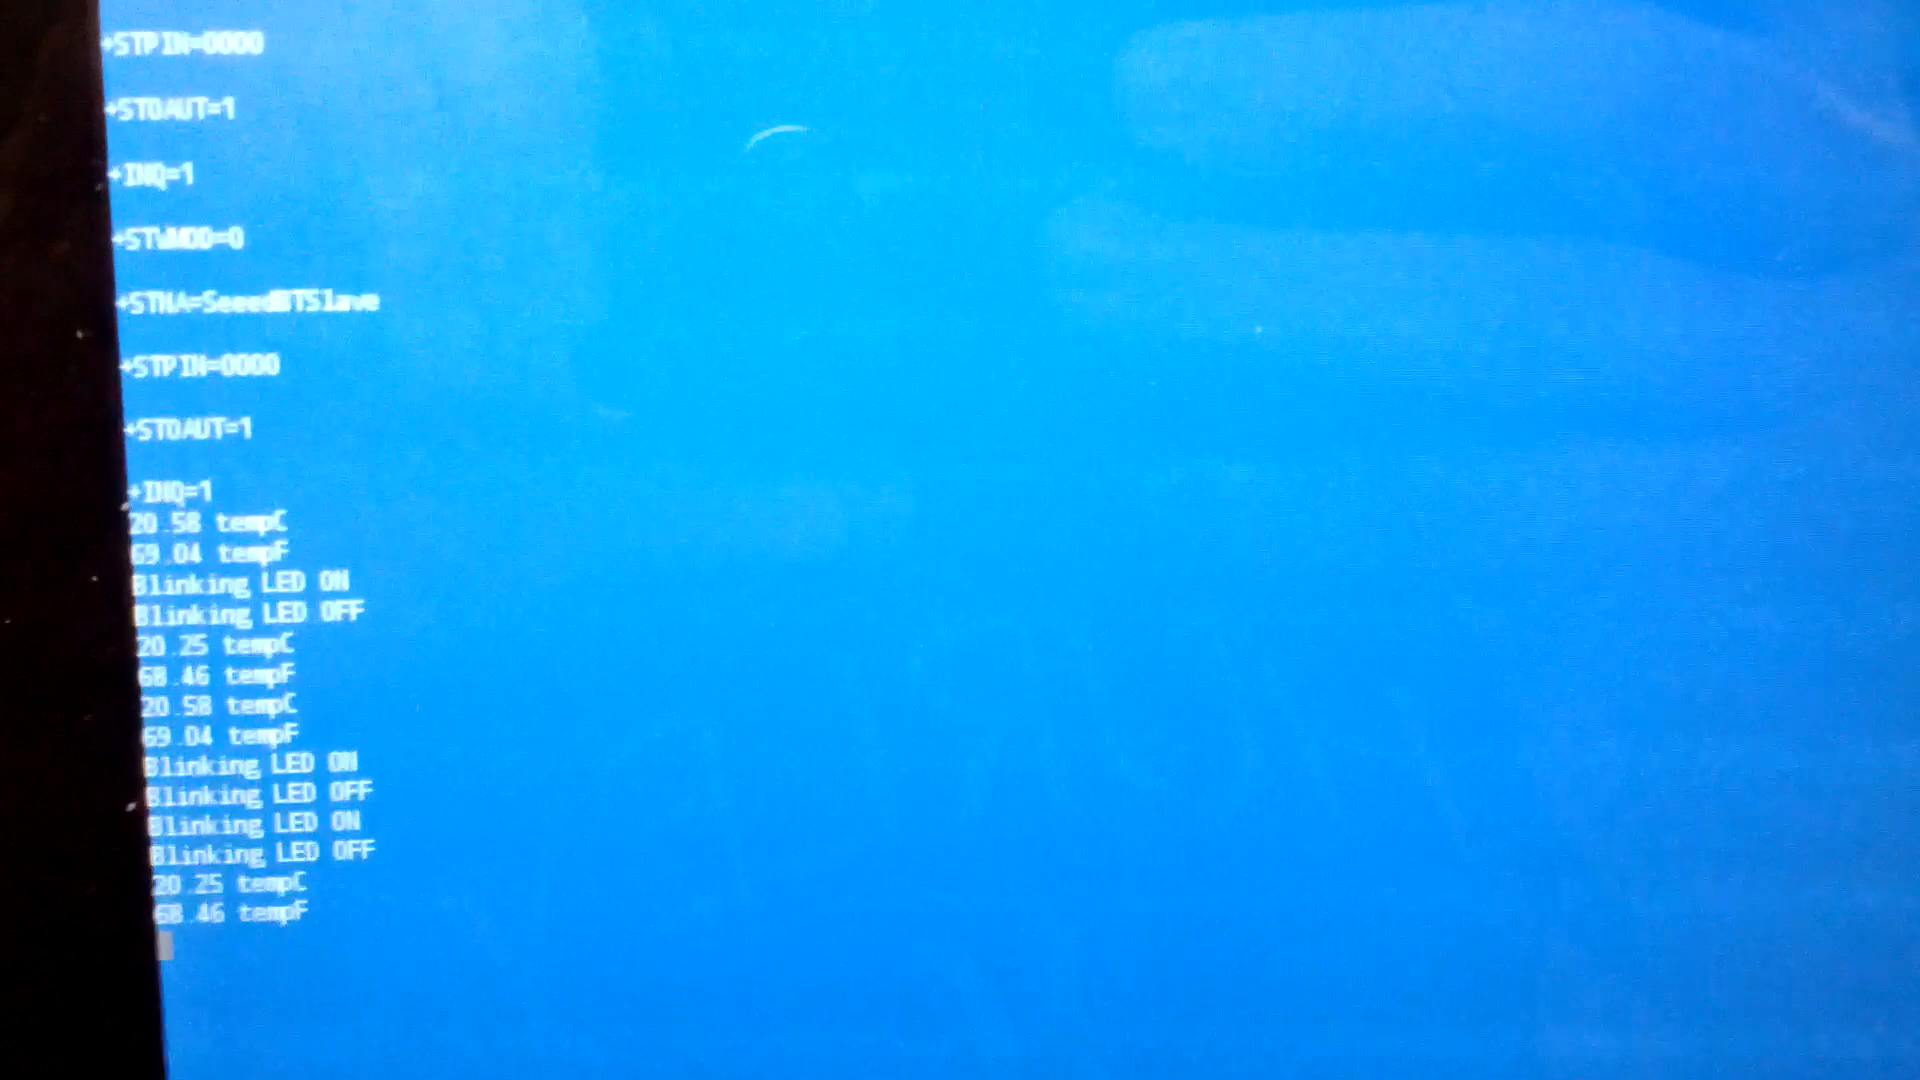 +STPIN=0000
+STOAUT=1
+INQ=1
+STWMOD=0
+STNA=SeeedBTSlave
+STPIN=0000
+STOAUT=1
+INQ=1
20.58 tempC
69.04 tempF
Blinking LED ON
Blinking LED OFF
20.25 tempC
68.46 tempF
20.58 tempC
69.04 tempF
Blinking LED ON
Blinking LED OFF
Blinking LED ON
Blinking LED OFF
20.25 tempC
68.46 tempF